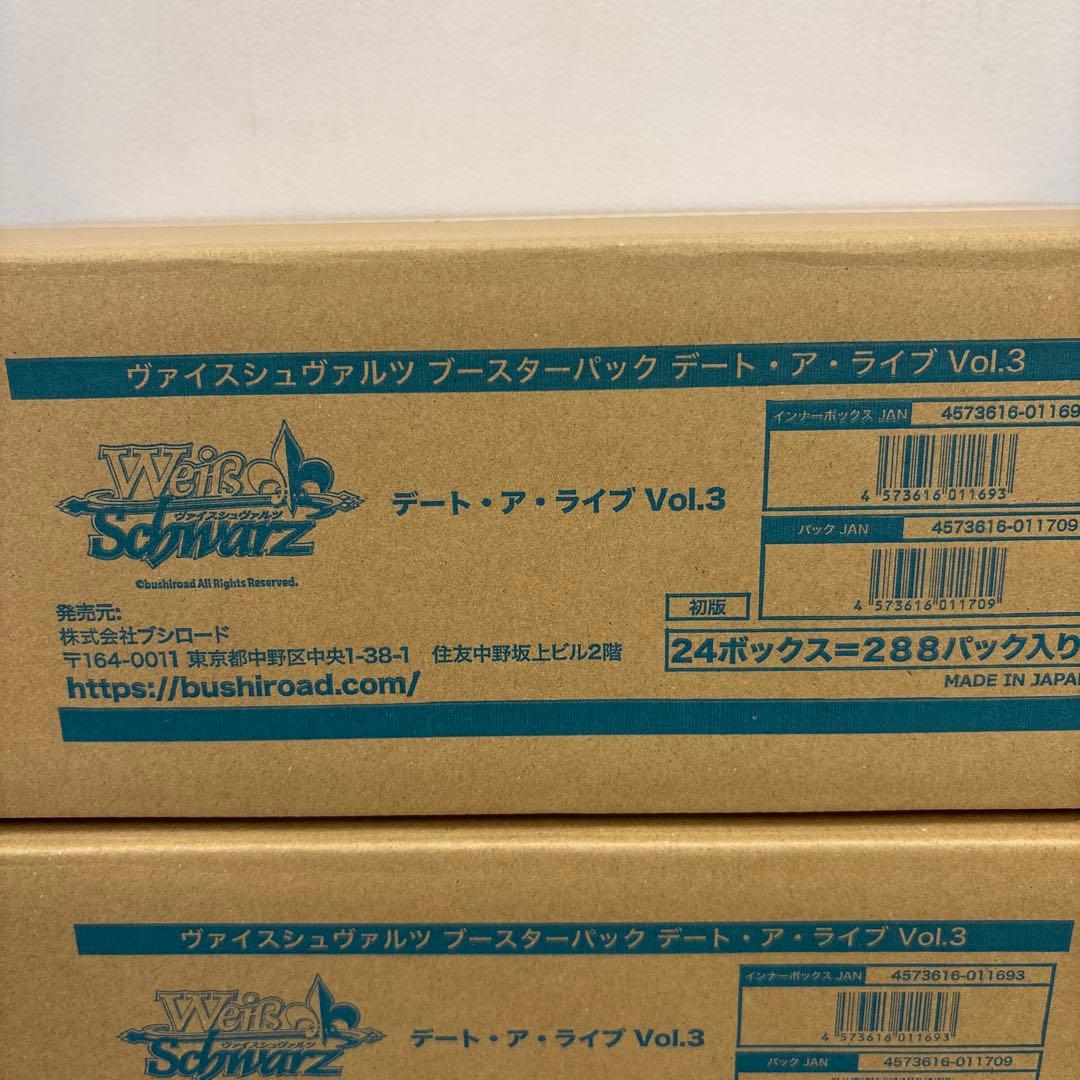 ヴァイスシュヴァルツ ブースターパック デート・ア・ライブ Vol.3
Weiß
ヴァイスシュヴァルツ
Schwarz
©bushiroad All Rights Reserved.
デート・ア・ライブ Vol.3
インナーボックス JAN 4573616-01169
4 573616 011693
パック JAN 4573616-011709
4 573616 011709
発売元:
株式会社ブシロード
〒164-0011 東京都中野区中央1-38-1 住友中野坂上ビル2階
https://bushiroad.com/
初版
24ボックス=288パック入り
MADE IN JAPA
ヴァイスシュヴァルツ ブースターパック デート・ア・ライブ Vol.3
Weiß
ヴァイスシュヴァルツ
Schwarz
デート・ア・ライブ Vol.3
インナーボックス JAN 4573616-011693
4 573616 011693
パック JAN 4573616-011709